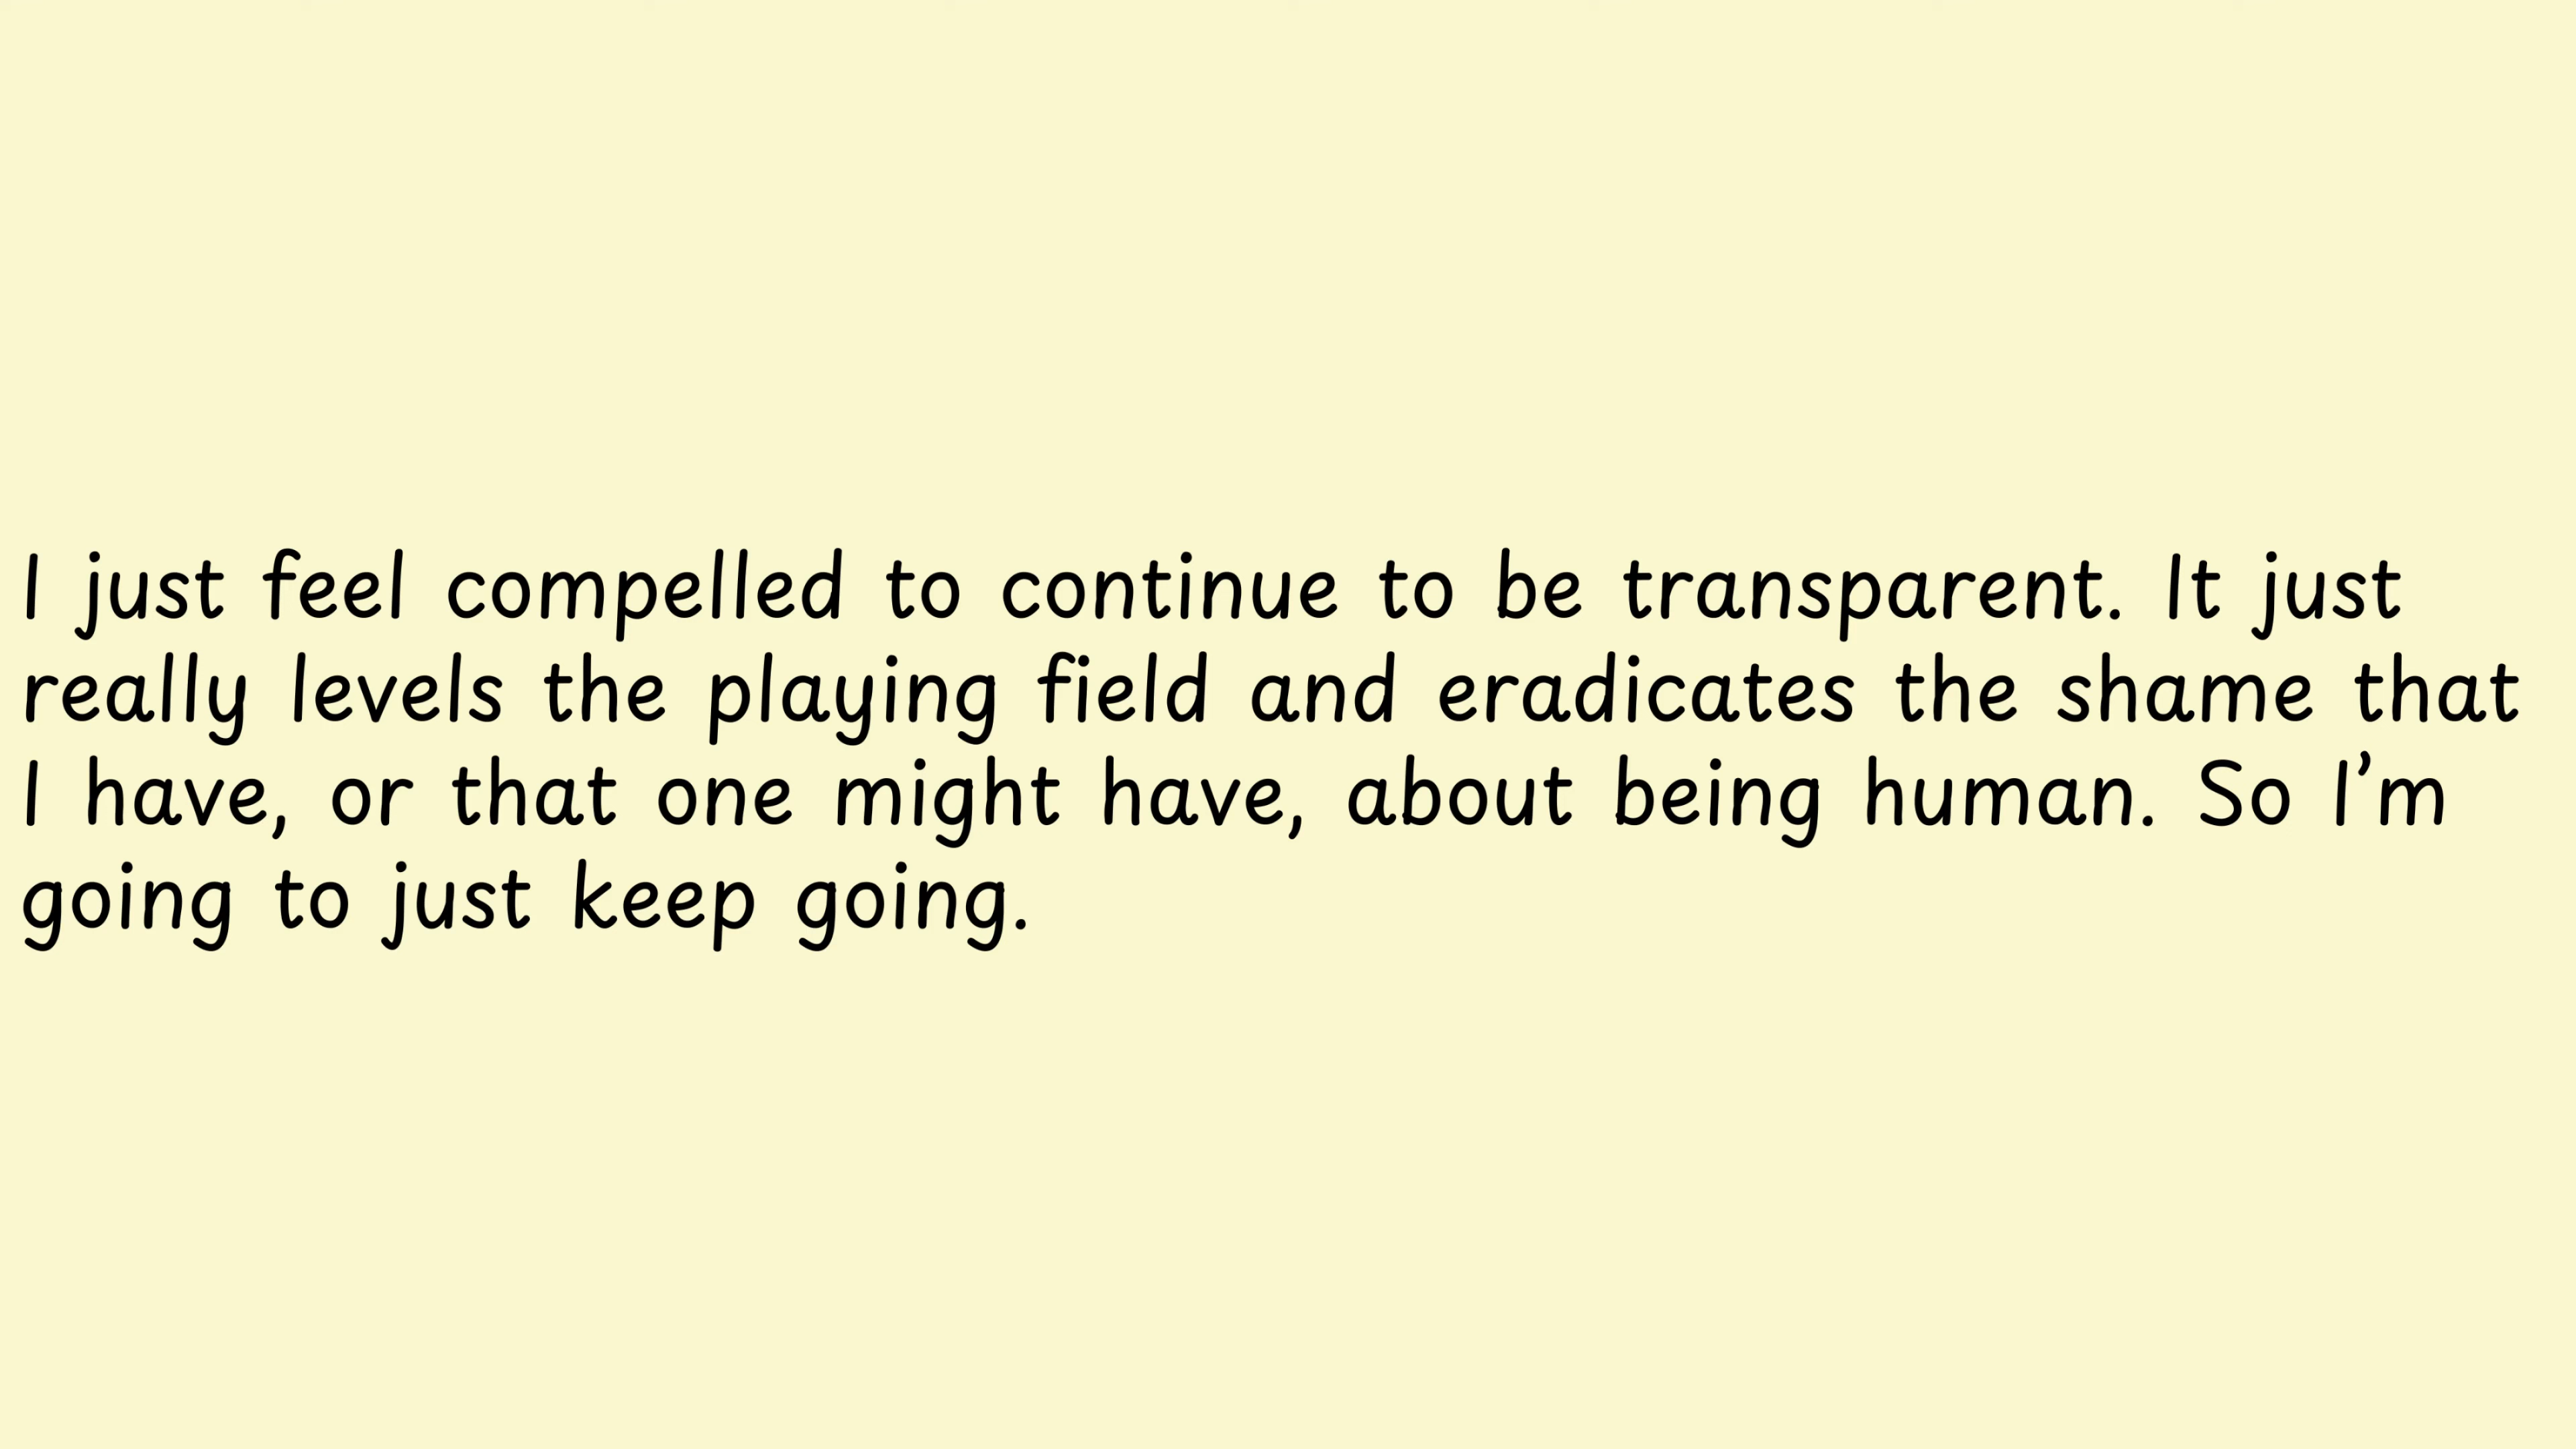 I just feel compelled to continue to be transparent. It just
really levels the playing field and eradicates the shame that
I have, or that one might have, about being human. So I’m
going to just keep going.